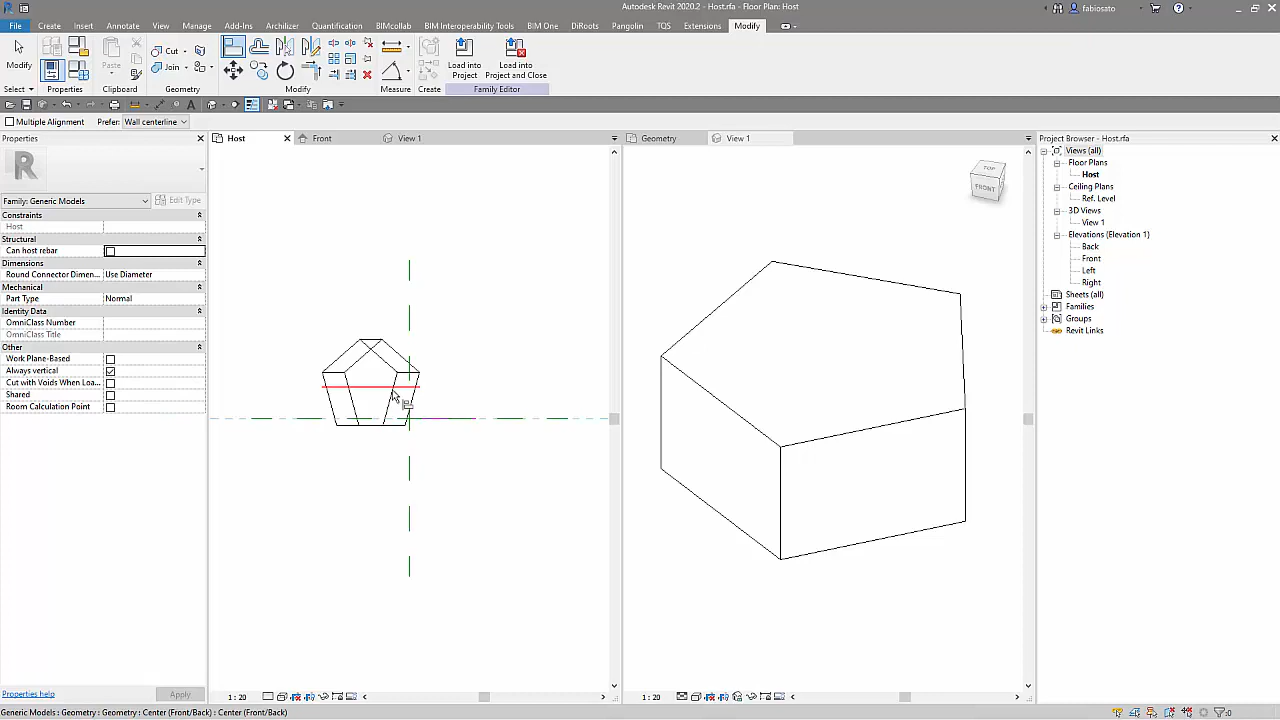 Autodesk Revit 2020.2 - Host.rfa - Floor Plan: Host
fabiosato
File Create Insert Annotate View Manage Add-Ins Archilizer Quantification BIMcollab BIM Interoperability Tools BIM One DiRoots Pangolin TQS Extensions Modify
Modify
Paste
Cut
Join
Load into Project
Load into Project and Close
Select Properties Clipboard Geometry Modify Measure Create Family Editor
Multiple Alignment Prefer: Wall centerline
Properties
Host Front View 1
Geometry View 1
Project Browser - Host.rfa
Views (all)
Floor Plans
Host
Ceiling Plans
Ref. Level
3D Views
View 1
Elevations (Elevation 1)
Back
Front
Left
Right
Sheets (all)
Families
Groups
Revit Links
R
Family: Generic Models Edit Type
Constraints
Host
Structural
Can host rebar
Dimensions
Round Connector Dimen... Use Diameter
Mechanical
Part Type Normal
Identity Data
OmniClass Number
OmniClass Title
Other
Work Plane-Based
Always vertical
Cut with Voids When Loa...
Shared
Room Calculation Point
TOP
FRONT
Properties help Apply
1 : 20
1 : 20
Generic Models : Geometry : Geometry : Center (Front/Back) : Center (Front/Back)
:0